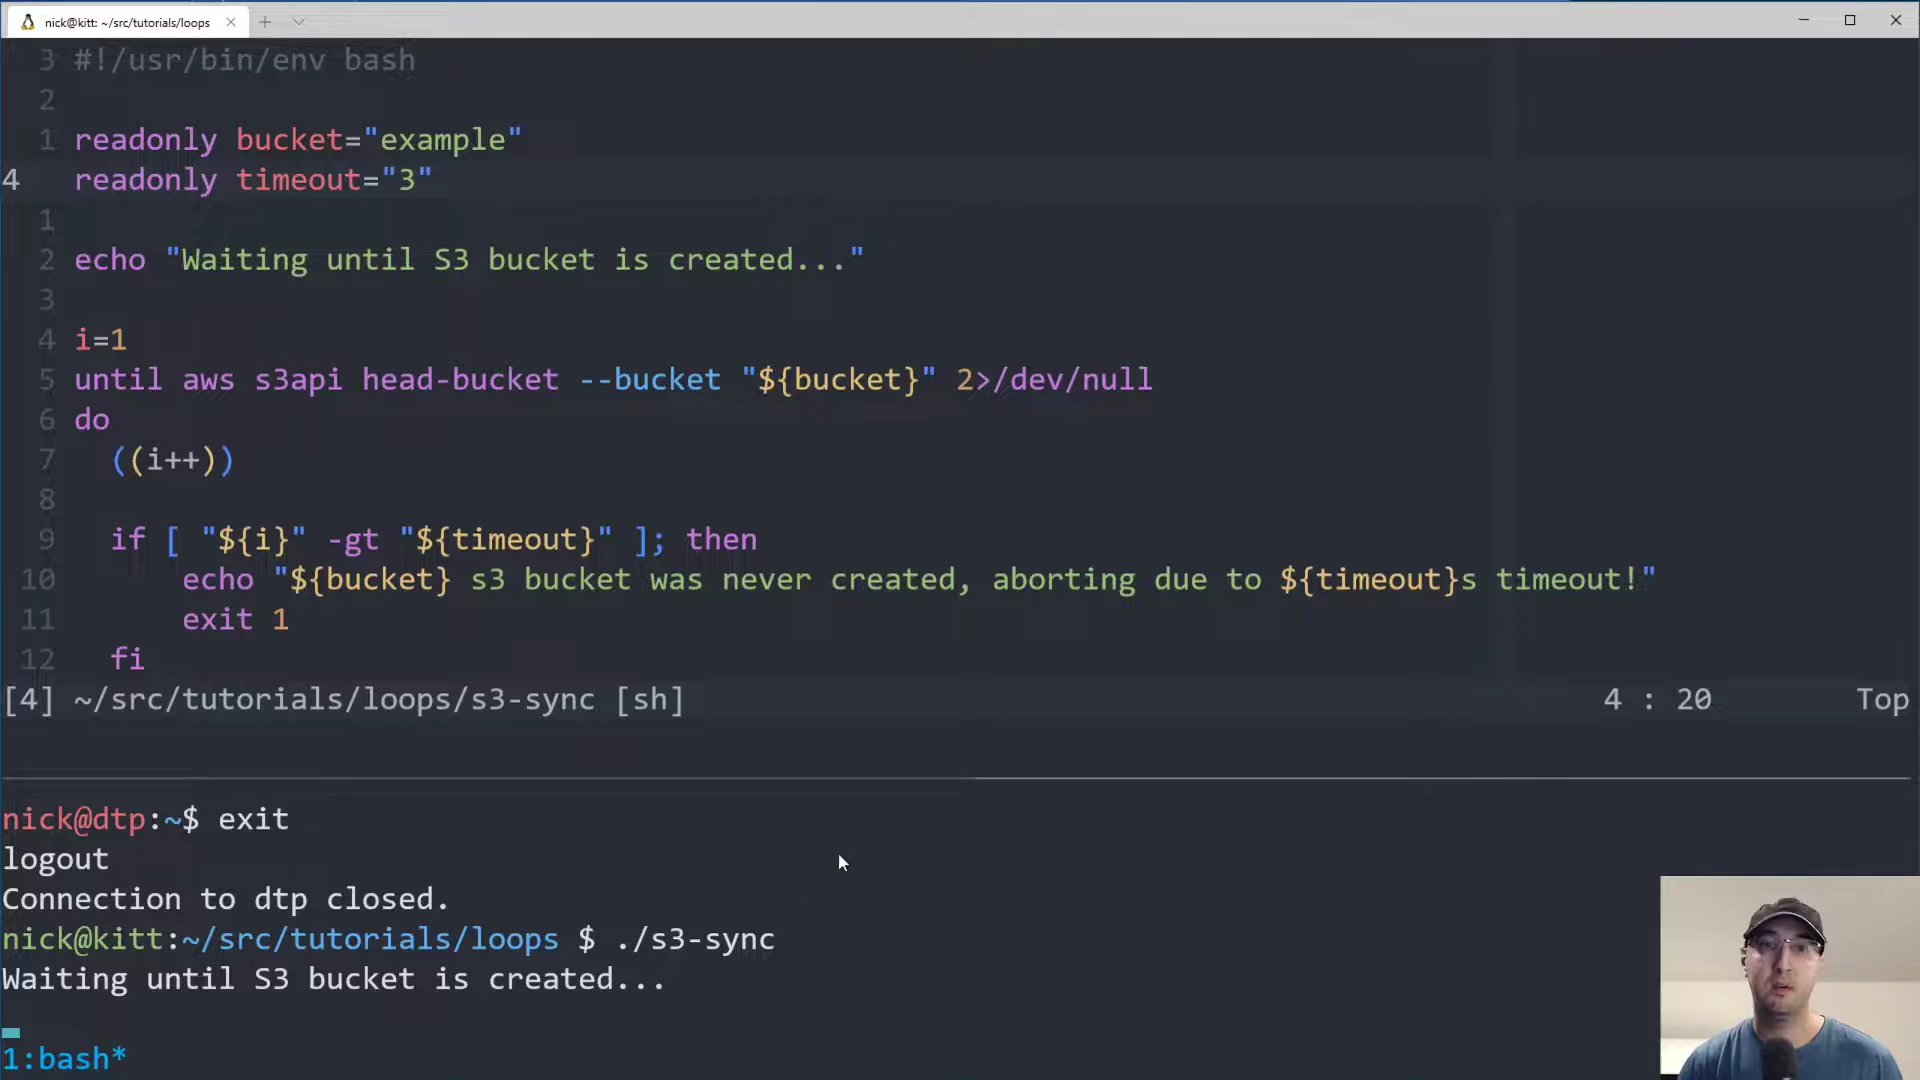 nick@kitt: ~/src/tutorials/loops
3 #!/usr/bin/env bash
2
1 readonly bucket="example"
4 readonly timeout="3"
1
2 echo "Waiting until S3 bucket is created..."
3
4 i=1
5 until aws s3api head-bucket --bucket "${bucket}" 2>/dev/null
6 do
7 ((i++))
8
9 if [ "${i}" -gt "${timeout}" ]; then
10 echo "${bucket} s3 bucket was never created, aborting due to ${timeout}s timeout!"
11 exit 1
12 fi
[4] ~/src/tutorials/loops/s3-sync [sh] 4 : 20 Top
nick@dtp:~$ exit
logout
Connection to dtp closed.
nick@kitt:~/src/tutorials/loops $ ./s3-sync
Waiting until S3 bucket is created...
1:bash*